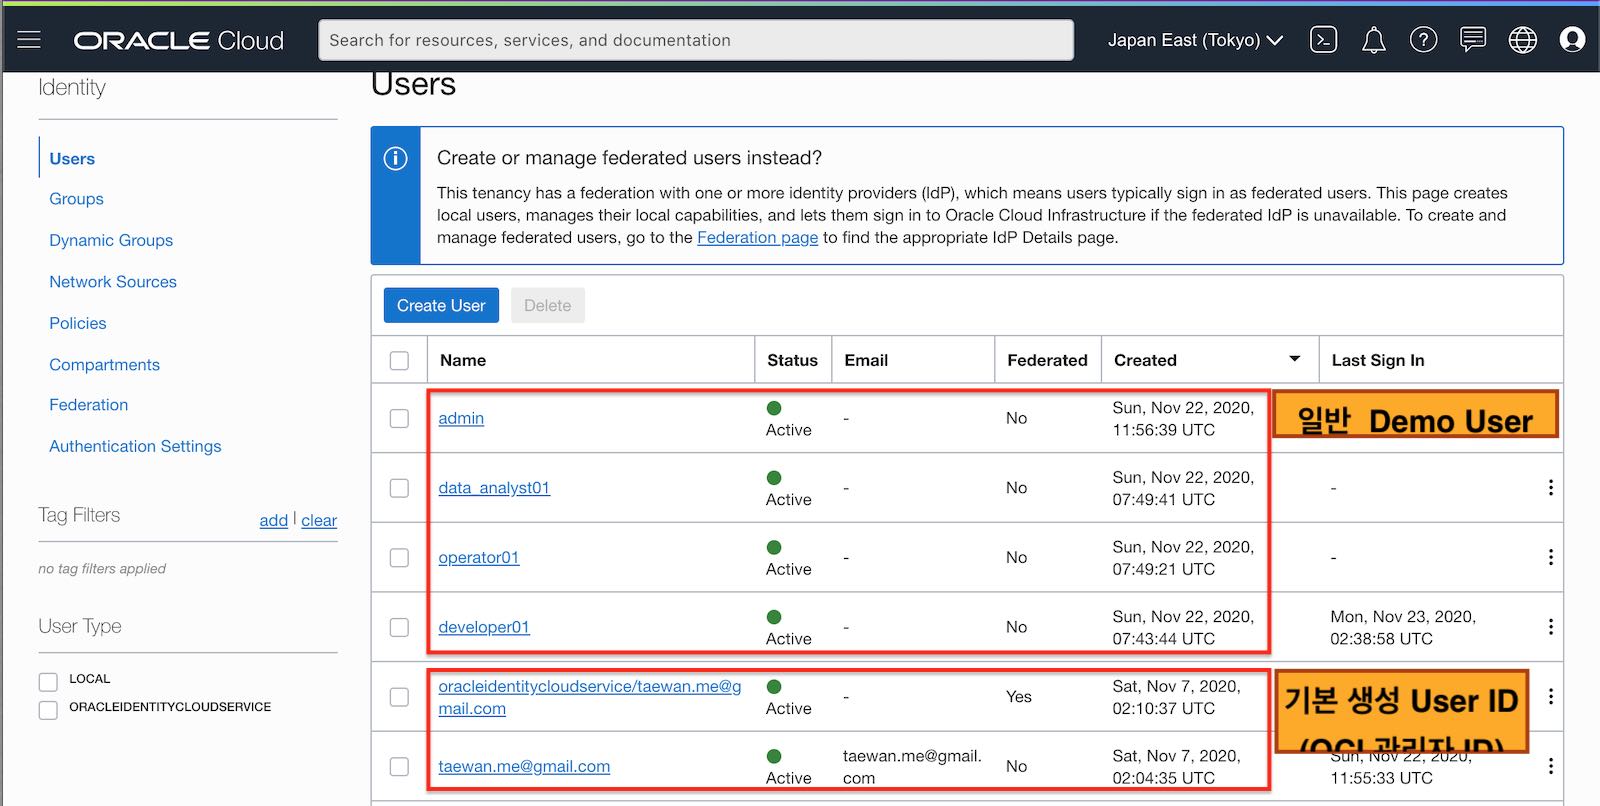 ORACLE Cloud
Search for resources, services, and documentation
Japan East (Tokyo)
Identity
Users
Groups
Dynamic Groups
Network Sources
Policies
Compartments
Federation
Authentication Settings
Tag Filters
add | clear
no tag filters applied
User Type
LOCAL
ORACLEIDENTITYCLOUDSERVICE
Users
Create or manage federated users instead?
This tenancy has a federation with one or more identity providers (IdP), which means users typically sign in as federated users. This page creates
local users, manages their local capabilities, and lets them sign in to Oracle Cloud Infrastructure if the federated IdP is unavailable. To create and
manage federated users, go to the Federation page to find the appropriate IdP Details page.
Create User Delete
Name Status Email Federated Created Last Sign In
admin Active - No Sun, Nov 22, 2020,
11:56:39 UTC
일반 Demo User
data_analyst01 Active - No Sun, Nov 22, 2020,
07:49:41 UTC -
operator01 Active - No Sun, Nov 22, 2020,
07:49:21 UTC -
developer01 Active - No Sun, Nov 22, 2020,
07:43:44 UTC Mon, Nov 23, 2020,
02:38:58 UTC
oracleidentitycloudservice/taewan.me@g
mail.com Active - Yes Sat, Nov 7, 2020,
02:10:37 UTC
기본 생성 User ID
(OCI 관리자 ID)
taewan.me@gmail.com Active taewan.me@gmail.
com No Sat, Nov 7, 2020,
02:04:35 UTC Sun, Nov 22, 2020,
11:55:33 UTC